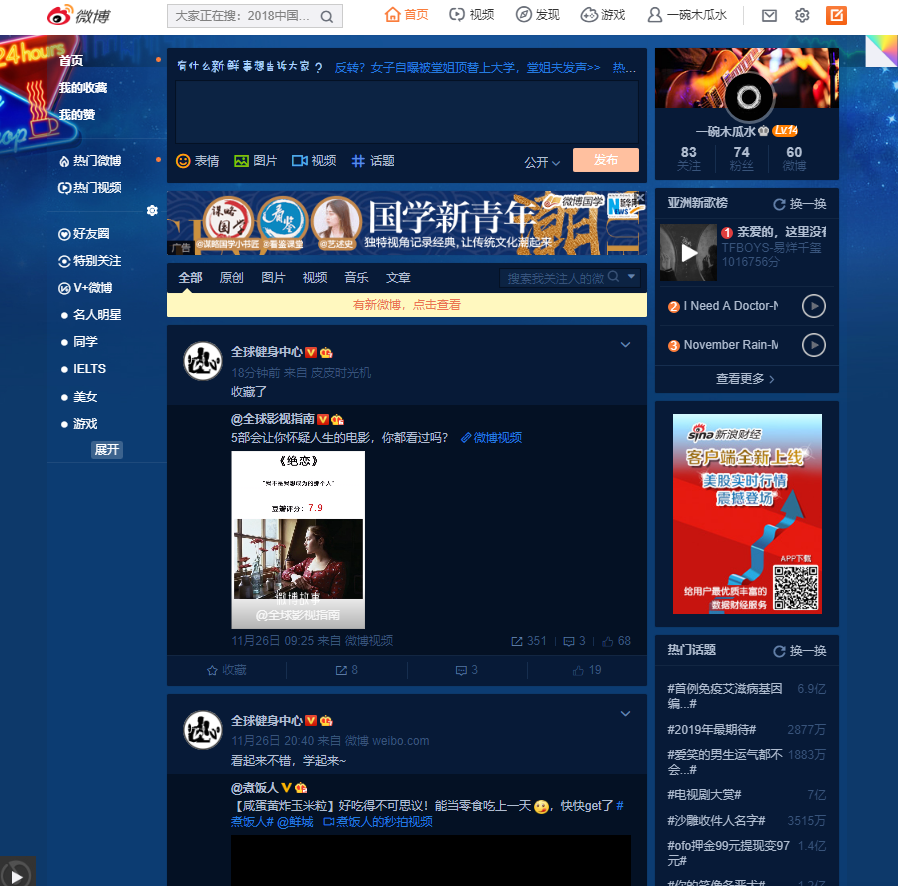 微博
大家正在搜：2018中国...
首页
视频
发现
游戏
一碗木瓜水
24 hours
首页
我的收藏
我的赞
热门微博
热门视频
好友圈
特别关注
V+微博
名人明星
同学
IELTS
美女
游戏
展开
有什么新鲜事想告诉大家？
反转？女子自曝被堂姐顶替上大学，堂姐夫发声>> 热...
表情
图片
视频
话题
公开
发布
谋略国学
@谋略国学小书匠
看鉴
@看鉴课堂
@艺述史
国学新青年
独特视角记录经典，让传统文化潮起来
潮
微博国学
新知 News
广告
全部
原创
图片
视频
音乐
文章
搜索我关注人的微
有新微博，点击查看
全球健身中心
18分钟前 来自 皮皮时光机
收藏了
@全球影视指南
5部会让你怀疑人生的电影，你都看过吗？ 微博视频
《绝恋》
豆瓣评分：7.9
微博故事
@全球影视指南
11月26日 09:25 来自 微博视频
351
3
68
收藏
8
3
19
全球健身中心
11月26日 20:40 来自 微博 weibo.com
看起来不错，学起来~
@煮饭人
【咸蛋黄炸玉米粒】好吃得不可思议！能当零食吃上一天，快快get了 #
煮饭人# @鲜城 煮饭人的秒拍视频
一碗木瓜水 Lv.14
83
关注
74
粉丝
60
微博
亚洲新歌榜
换一换
1 亲爱的，这里没有
TFBOYS-易烊千玺
1016756分
2 I Need A Doctor-N
3 November Rain-M
查看更多
sina 新浪财经
客户端全新上线
美股实时行情
震撼登场
APP下载
给用户最优质丰富的
数据财经服务
热门话题
换一换
#首例免疫艾滋病基因编...#
6.9亿
#2019年最期待#
2877万
#爱笑的男生运气都不会...#
1883万
#电视剧大赏#
7亿
#沙雕收件人名字#
3515万
#ofo押金99元提现变97元#
1.4亿